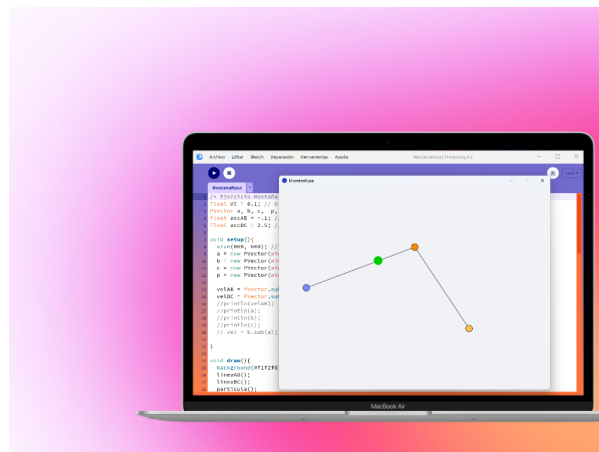 Archivo Editar Sketch Depuración Herramientas Ayuda
MontanaRusa | Processing 4.3
MontanaRusa
MontanaRusa
/* Ejercicio Montaña
float dt = 0.1; //
PVector a, b, c, p,
float accAB = -.1; //
float accBC = 2.5; //
void setup(){
size(800, 600); //
a = new PVector(
b = new PVector(
c = new PVector(
p = new PVector(
velAB = PVector.sub
velBC = PVector.sub
//println(velAB);
//println(a);
//println(b);
//println(c);
// vel = b.sub(a);
}
void draw(){
background(#f1f2f6
lineaAB();
lineaBC();
particula();
MacBook Air